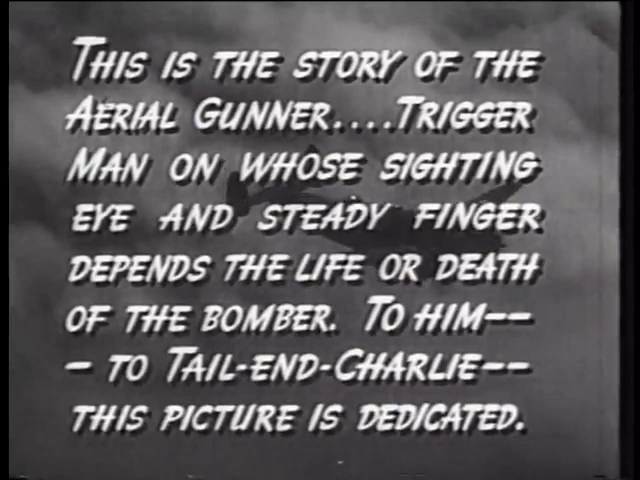 THIS IS THE STORY OF THE
AERIAL GUNNER....TRIGGER
MAN ON WHOSE SIGHTING
EYE AND STEADY FINGER
DEPENDS THE LIFE OR DEATH
OF THE BOMBER. TO HIM--
- TO TAIL-END-CHARLIE--
THIS PICTURE IS DEDICATED.